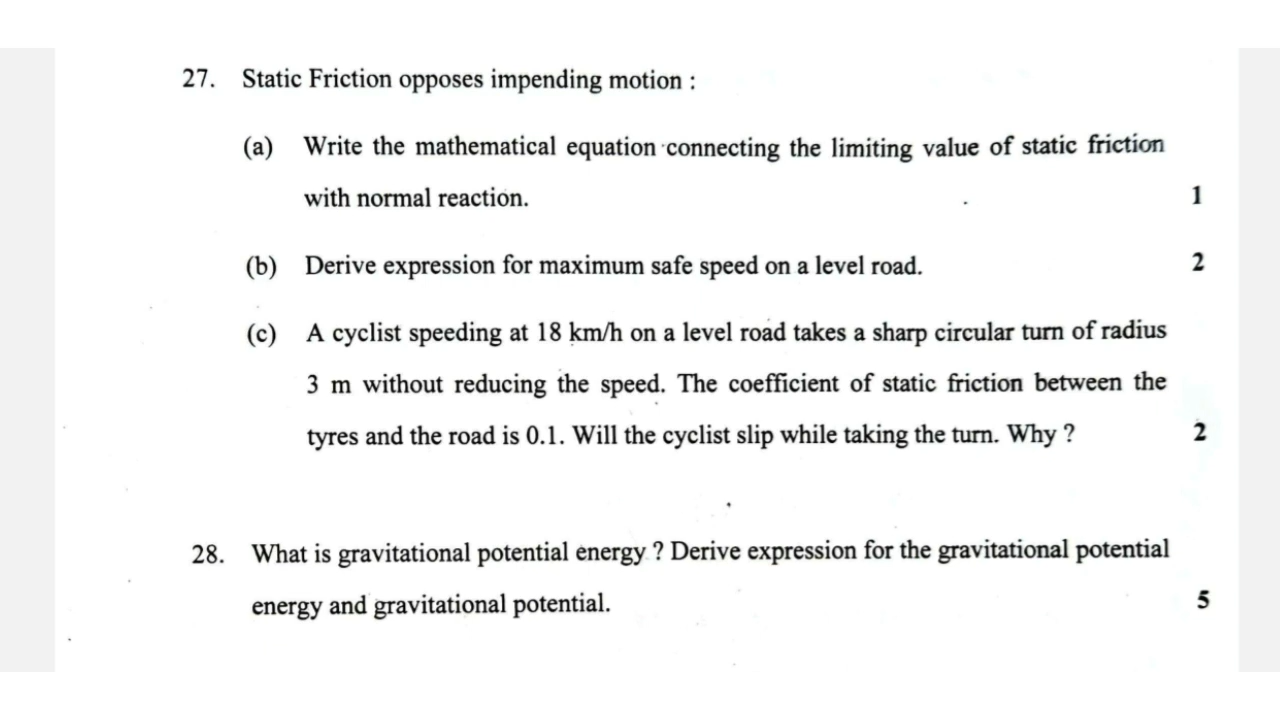 27. Static Friction opposes impending motion :
(a) Write the mathematical equation connecting the limiting value of static friction
with normal reaction. 1
(b) Derive expression for maximum safe speed on a level road. 2
(c) A cyclist speeding at 18 km/h on a level road takes a sharp circular turn of radius
3 m without reducing the speed. The coefficient of static friction between the
tyres and the road is 0.1. Will the cyclist slip while taking the turn. Why ? 2
28. What is gravitational potential energy ? Derive expression for the gravitational potential
energy and gravitational potential. 5